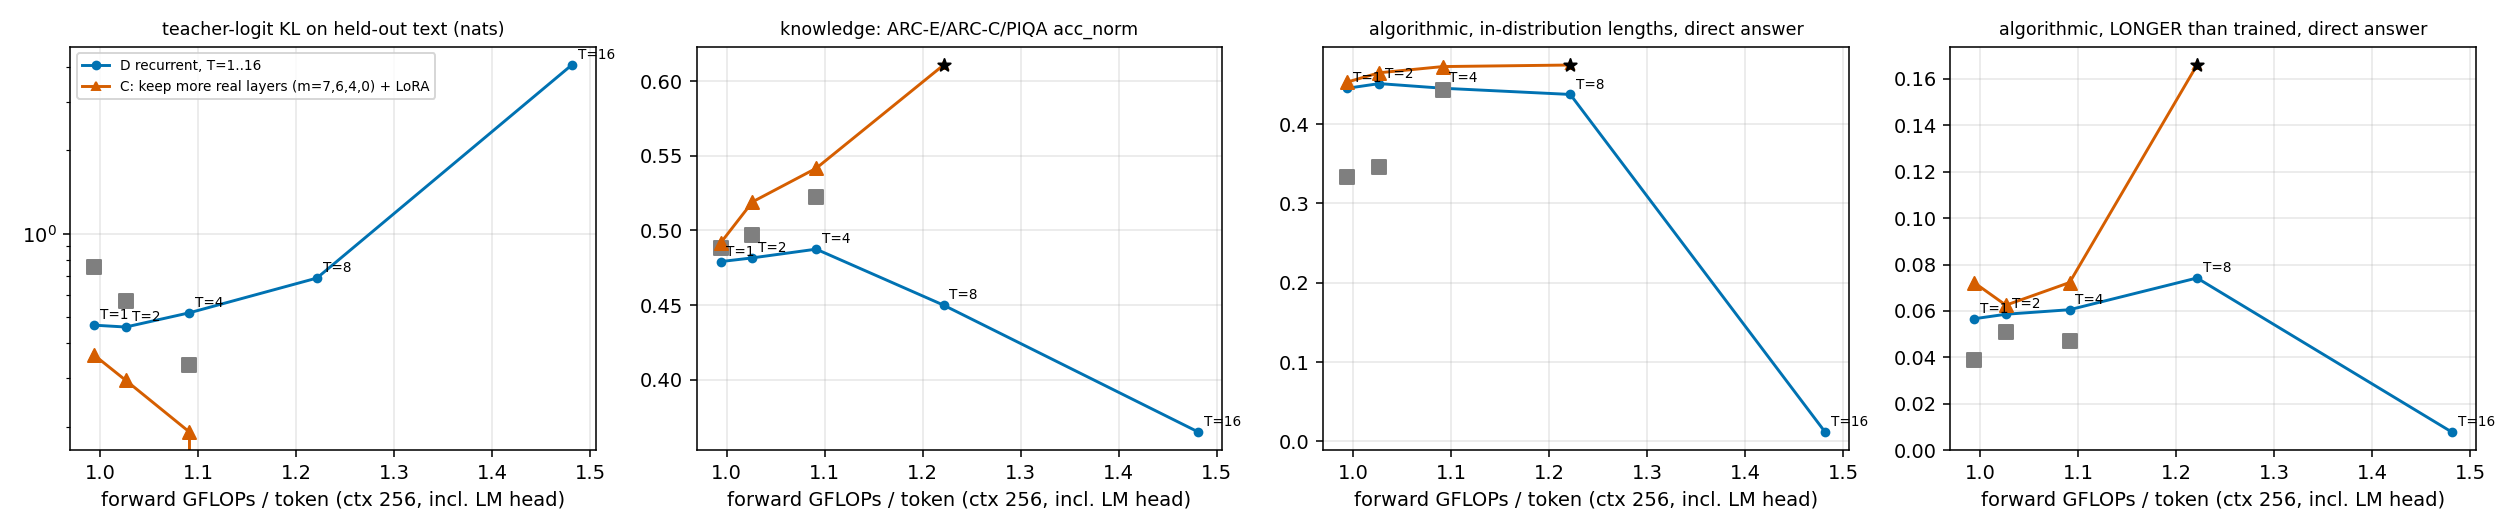 teacher-logit KL on held-out text (nats)
D recurrent, T=1..16
C: keep more real layers (m=7,6,4,0) + LoRA
T=16
T=8
T=4
T=1
T=2
10⁰
1.0 1.1 1.2 1.3 1.4 1.5
forward GFLOPs / token (ctx 256, incl. LM head)
knowledge: ARC-E/ARC-C/PIQA acc_norm
0.60
0.55
0.50
0.45
0.40
T=1
T=2
T=4
T=8
T=16
1.0 1.1 1.2 1.3 1.4 1.5
forward GFLOPs / token (ctx 256, incl. LM head)
algorithmic, in-distribution lengths, direct answer
0.4
0.3
0.2
0.1
0.0
T=1
T=2
T=4
T=8
T=16
1.0 1.1 1.2 1.3 1.4 1.5
forward GFLOPs / token (ctx 256, incl. LM head)
algorithmic, LONGER than trained, direct answer
0.16
0.14
0.12
0.10
0.08
0.06
0.04
0.02
0.00
T=1
T=2
T=4
T=8
T=16
1.0 1.1 1.2 1.3 1.4 1.5
forward GFLOPs / token (ctx 256, incl. LM head)